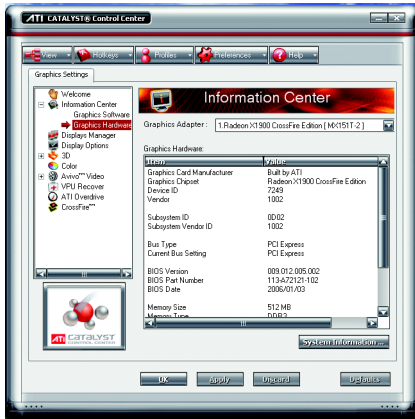 ATI CATALYST® Control Center
View Hotkeys Profiles Preferences Help
Graphics Settings
Welcome
Information Center
Graphics Software
Graphics Hardware
Displays Manager
Display Options
3D
Color
Avivo™ Video
VPU Recover
ATI Overdrive
CrossFire™
ATI CATALYST
CONTROL CENTER
Information Center
Graphics Adapter : 1.Radeon X1900 CrossFire Edition [ MX151T-2 ]
Graphics Hardware:
Item Value
Graphics Card Manufacturer Built by ATI
Graphics Chipset Radeon X1900 CrossFire Edition
Device ID 7249
Vendor 1002
Subsystem ID 0D02
Subsystem Vendor ID 1002
Bus Type PCI Express
Current Bus Setting PCI Express
BIOS Version 009.012.005.002
BIOS Part Number 113-A72121-102
BIOS Date 2006/01/03
Memory Size 512 MB
Memory Type DDR3
System Information...
OK Apply Discard Defaults